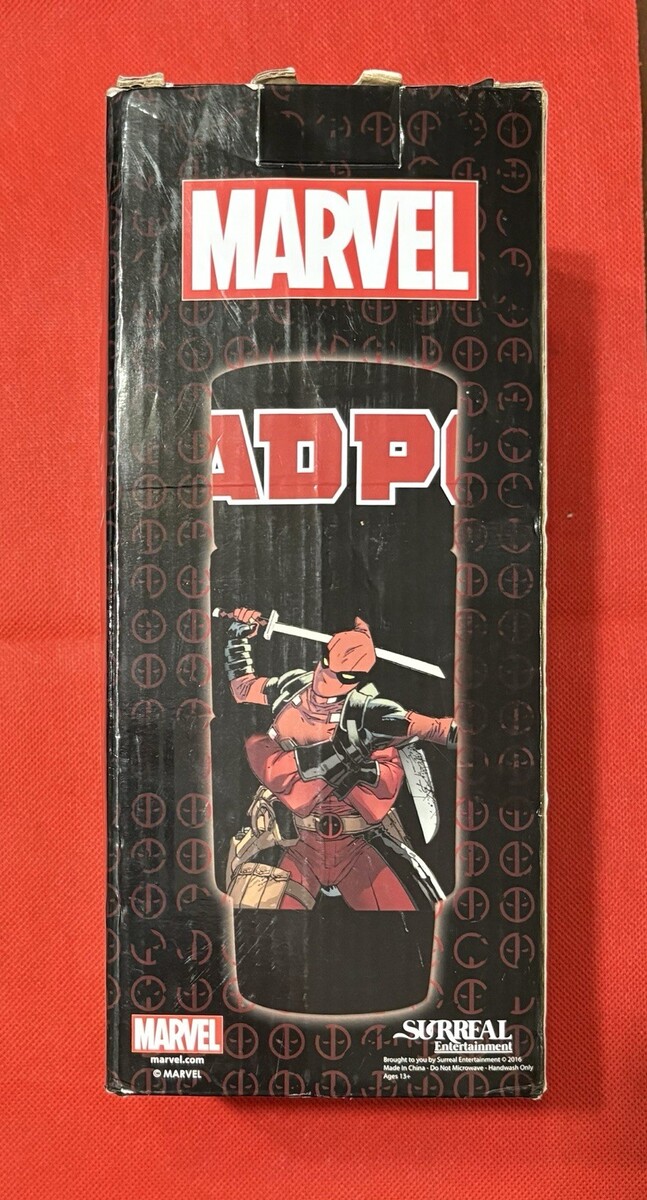 MARVEL
ADPO
MARVEL
marvel.com
© MARVEL
SURREAL
Entertainment
Brought to you by Surreal Entertainment © 2016
Made In China - Do Not Microwave - Handwash Only
Ages 13+